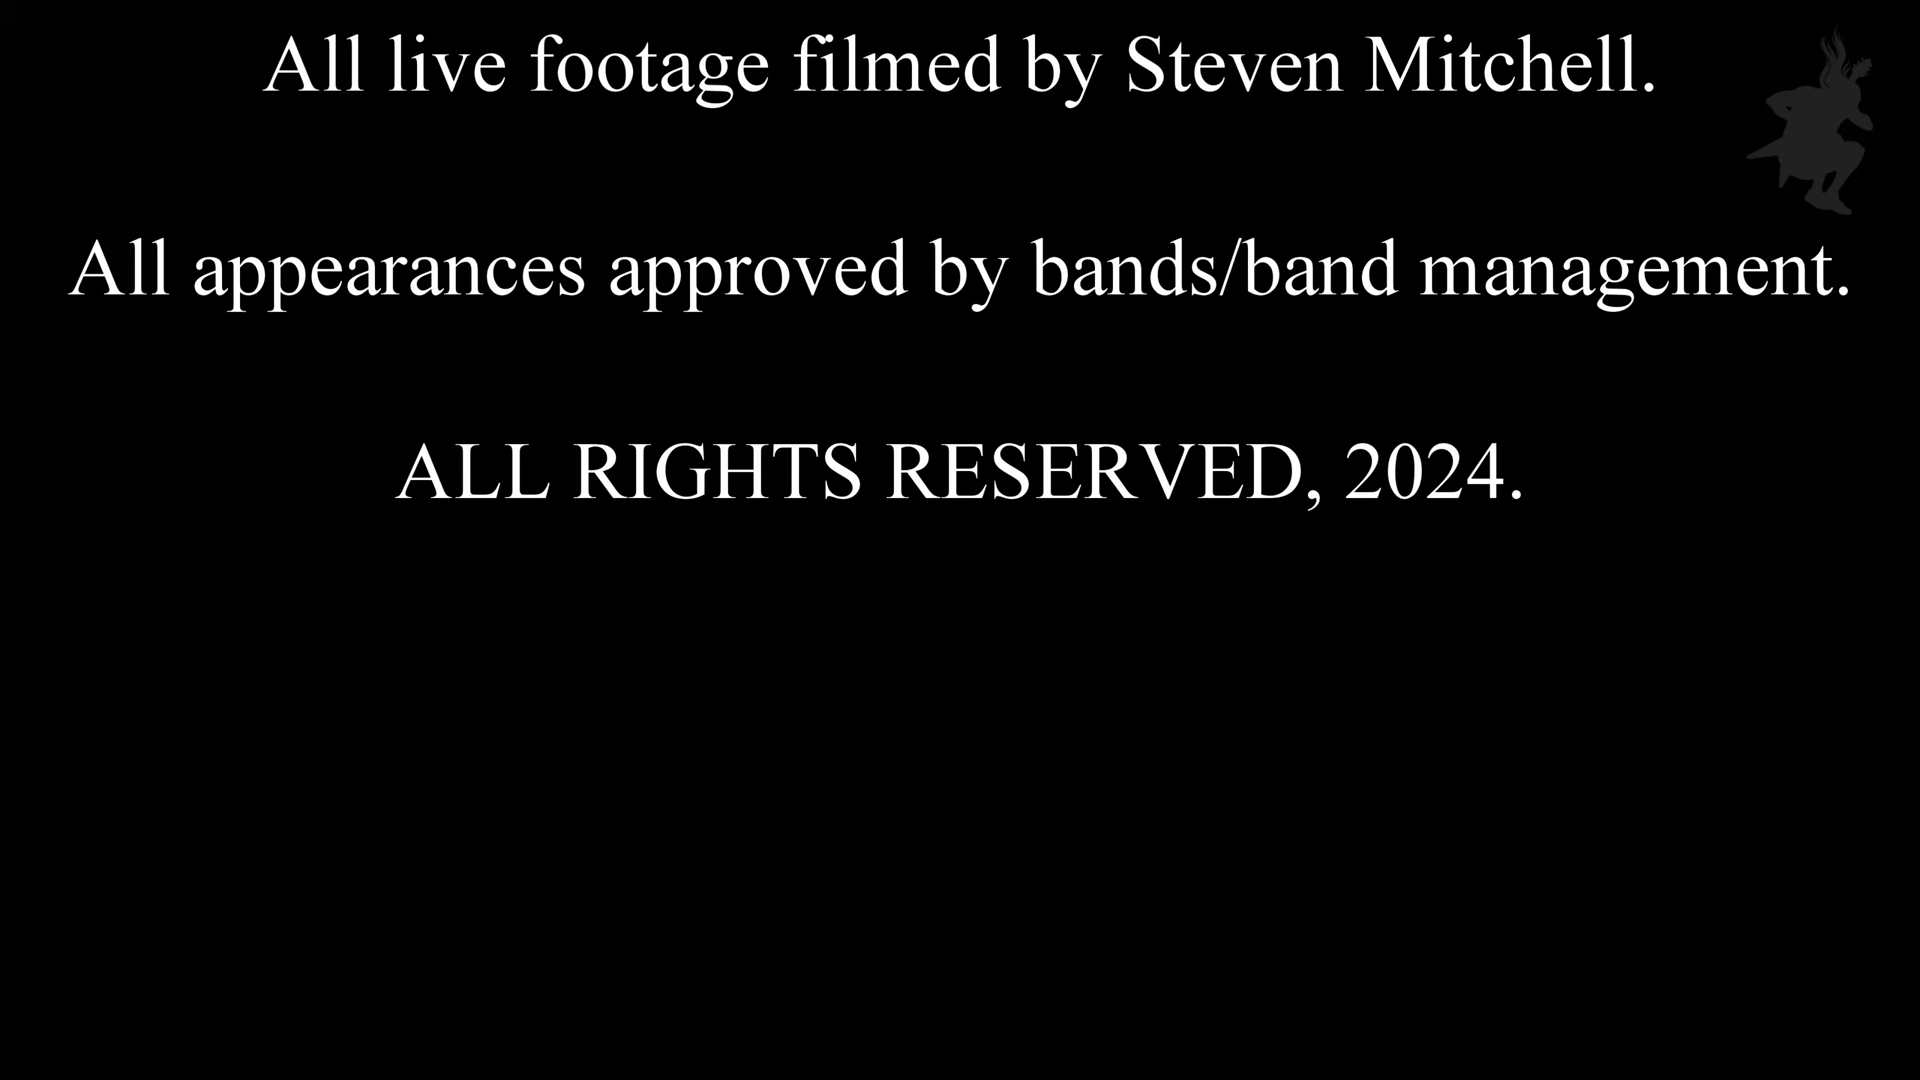 All live footage filmed by Steven Mitchell.
All appearances approved by bands/band management.
ALL RIGHTS RESERVED, 2024.